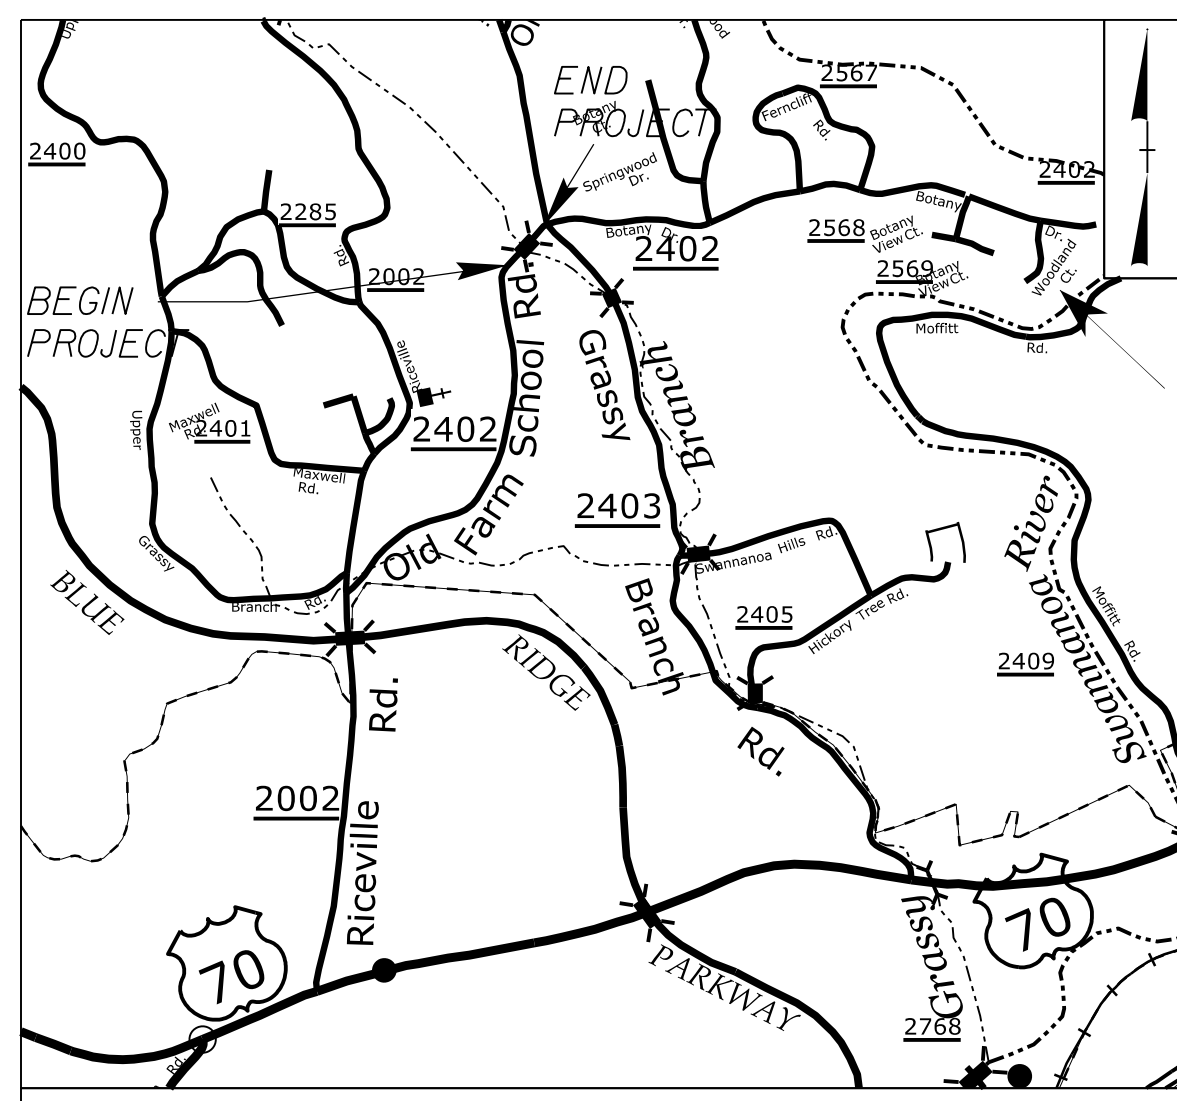 Ol
END
PROJECT
2567
Botany
Ct.
Ferncliff
Rd.
2400
Springwood
Dr.
2402
2285
Botany
Botany Dr.
2402
2568
Botany
View Ct.
Dr.
Rd.
2002
2569
Botany
View Ct.
Woodland
Ct.
BEGIN
PROJECT
Moffitt
Rd.
Riceville
Grassy
Branch
Upper
Maxwell
Rd.
2401
2402
Maxwell
Rd.
2403
Old Farm School Rd.
Grassy
Branch
Rd.
Swannanoa Hills Rd.
River
Swannanoa
BLUE
RIDGE
PARKWAY
2405
Hickory Tree Rd.
Moffitt
Rd.
2409
Branch
Rd.
Riceville
Rd.
2002
70
70
Grassy
2768
Rd.